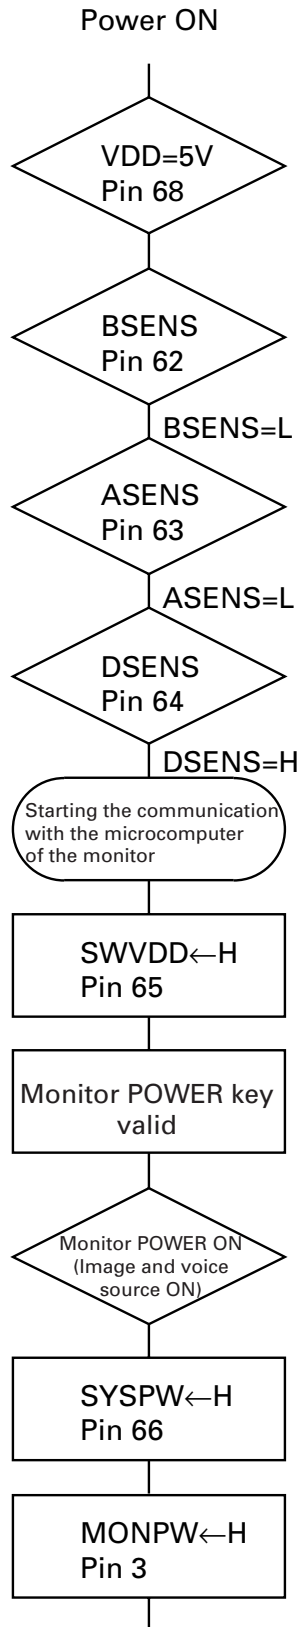 Power ON
VDD=5V
Pin 68
BSENS
Pin 62
BSENS=L
ASENS
Pin 63
ASENS=L
DSENS
Pin 64
DSENS=H
Starting the communication
with the microcomputer
of the monitor
SWVDD←H
Pin 65
Monitor POWER key
valid
Monitor POWER ON
(Image and voice
source ON)
SYSPW←H
Pin 66
MONPW←H
Pin 3